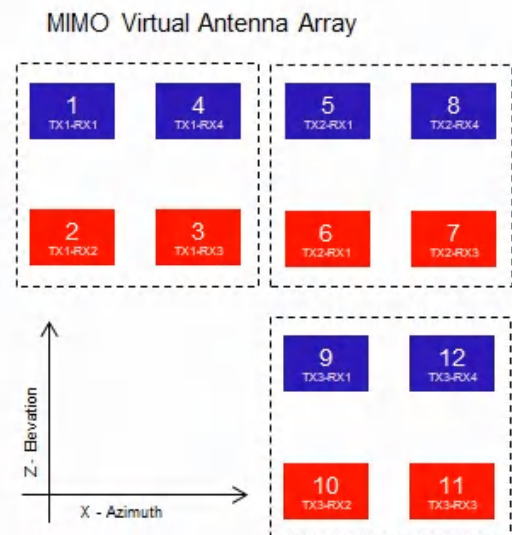 MIMO Virtual Antenna Array
1
TX1-RX1
4
TX1-RX4
5
TX2-RX1
8
TX2-RX4
2
TX1-RX2
3
TX1-RX3
6
TX2-RX1
7
TX2-RX3
9
TX3-RX1
12
TX3-RX4
10
TX3-RX2
11
TX3-RX3
Z - Elevation
X - Azimuth